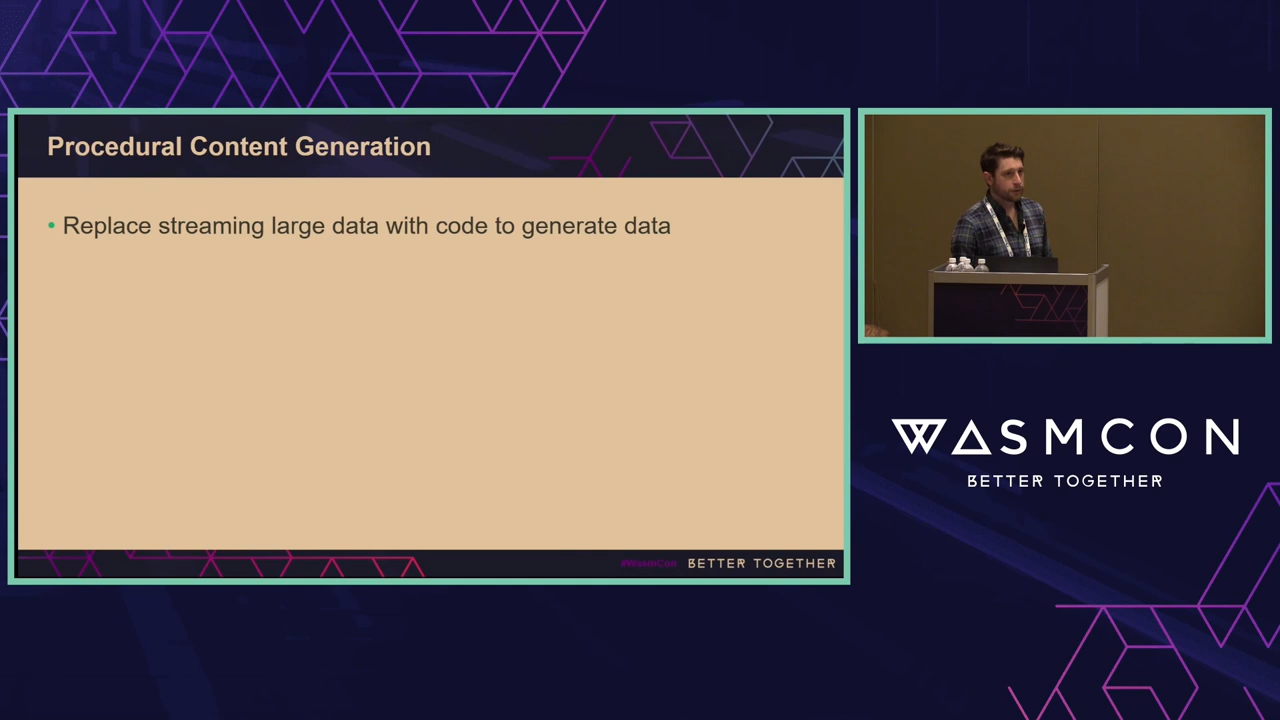 Procedural Content Generation
• Replace streaming large data with code to generate data
#WasmCon BETTER TOGETHER
WASMCON
BETTER TOGETHER